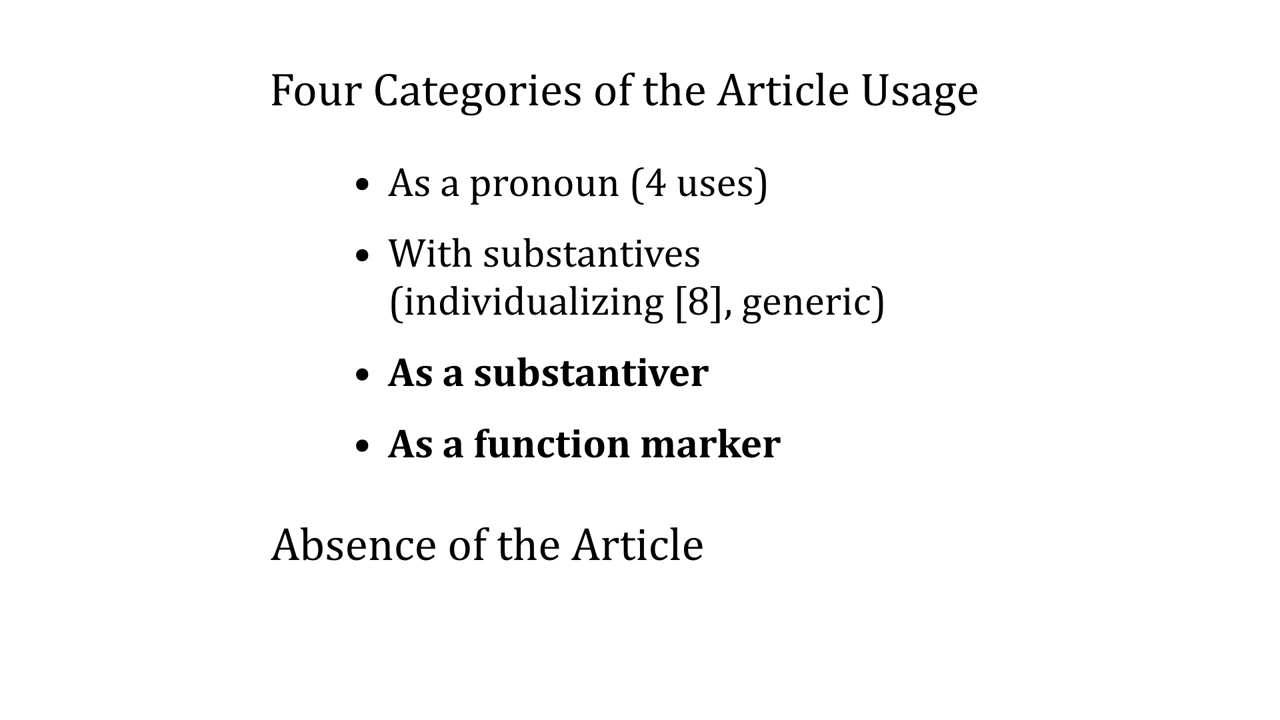 Four Categories of the Article Usage
• As a pronoun (4 uses)
• With substantives
(individualizing [8], generic)
• As a substantiver
• As a function marker
Absence of the Article